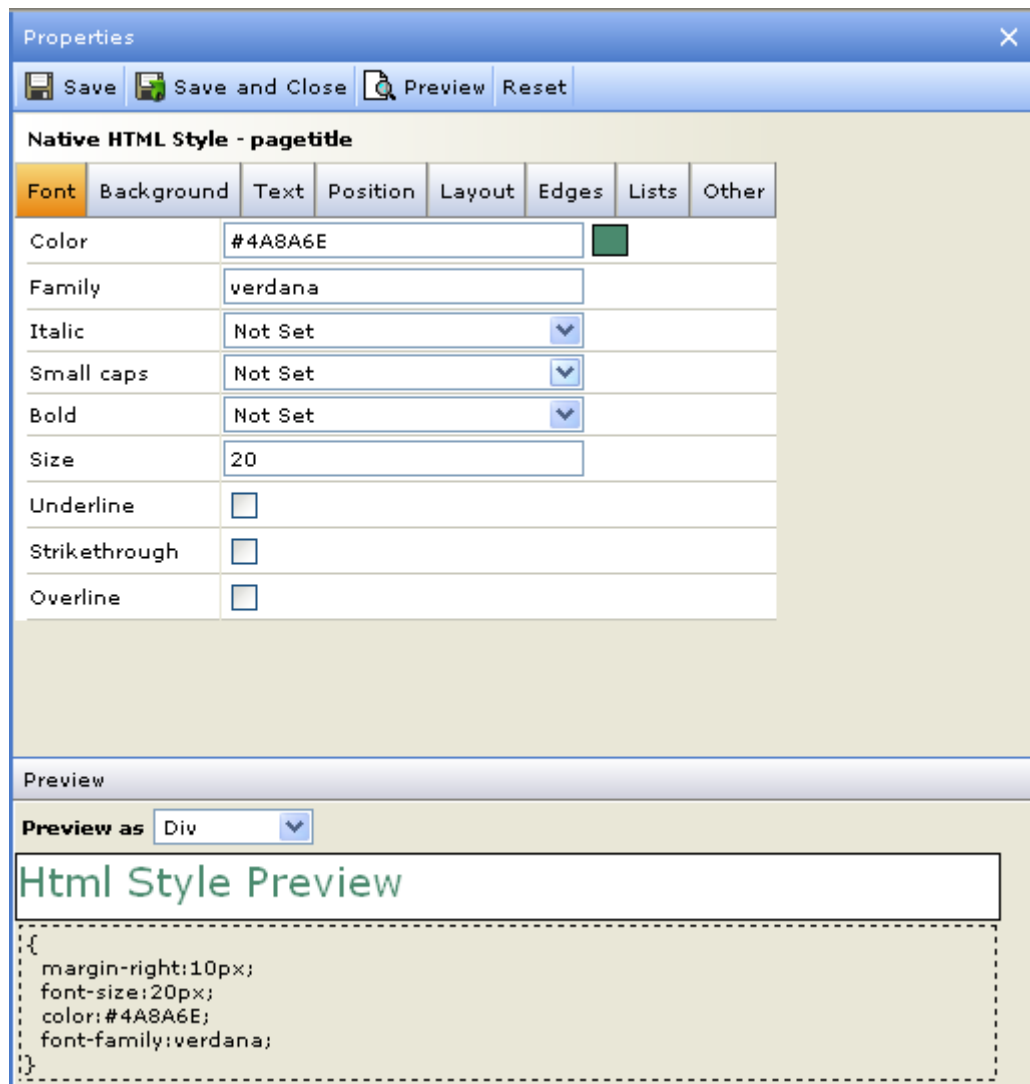 Properties
Save Save and Close Preview Reset
Native HTML Style - pagetitle
Font Background Text Position Layout Edges Lists Other
Color #4A8A6E
Family verdana
Italic Not Set
Small caps Not Set
Bold Not Set
Size 20
Underline
Strikethrough
Overline
Preview
Preview as Div
Html Style Preview
{
margin-right:10px;
font-size:20px;
color:#4A8A6E;
font-family:verdana;
}